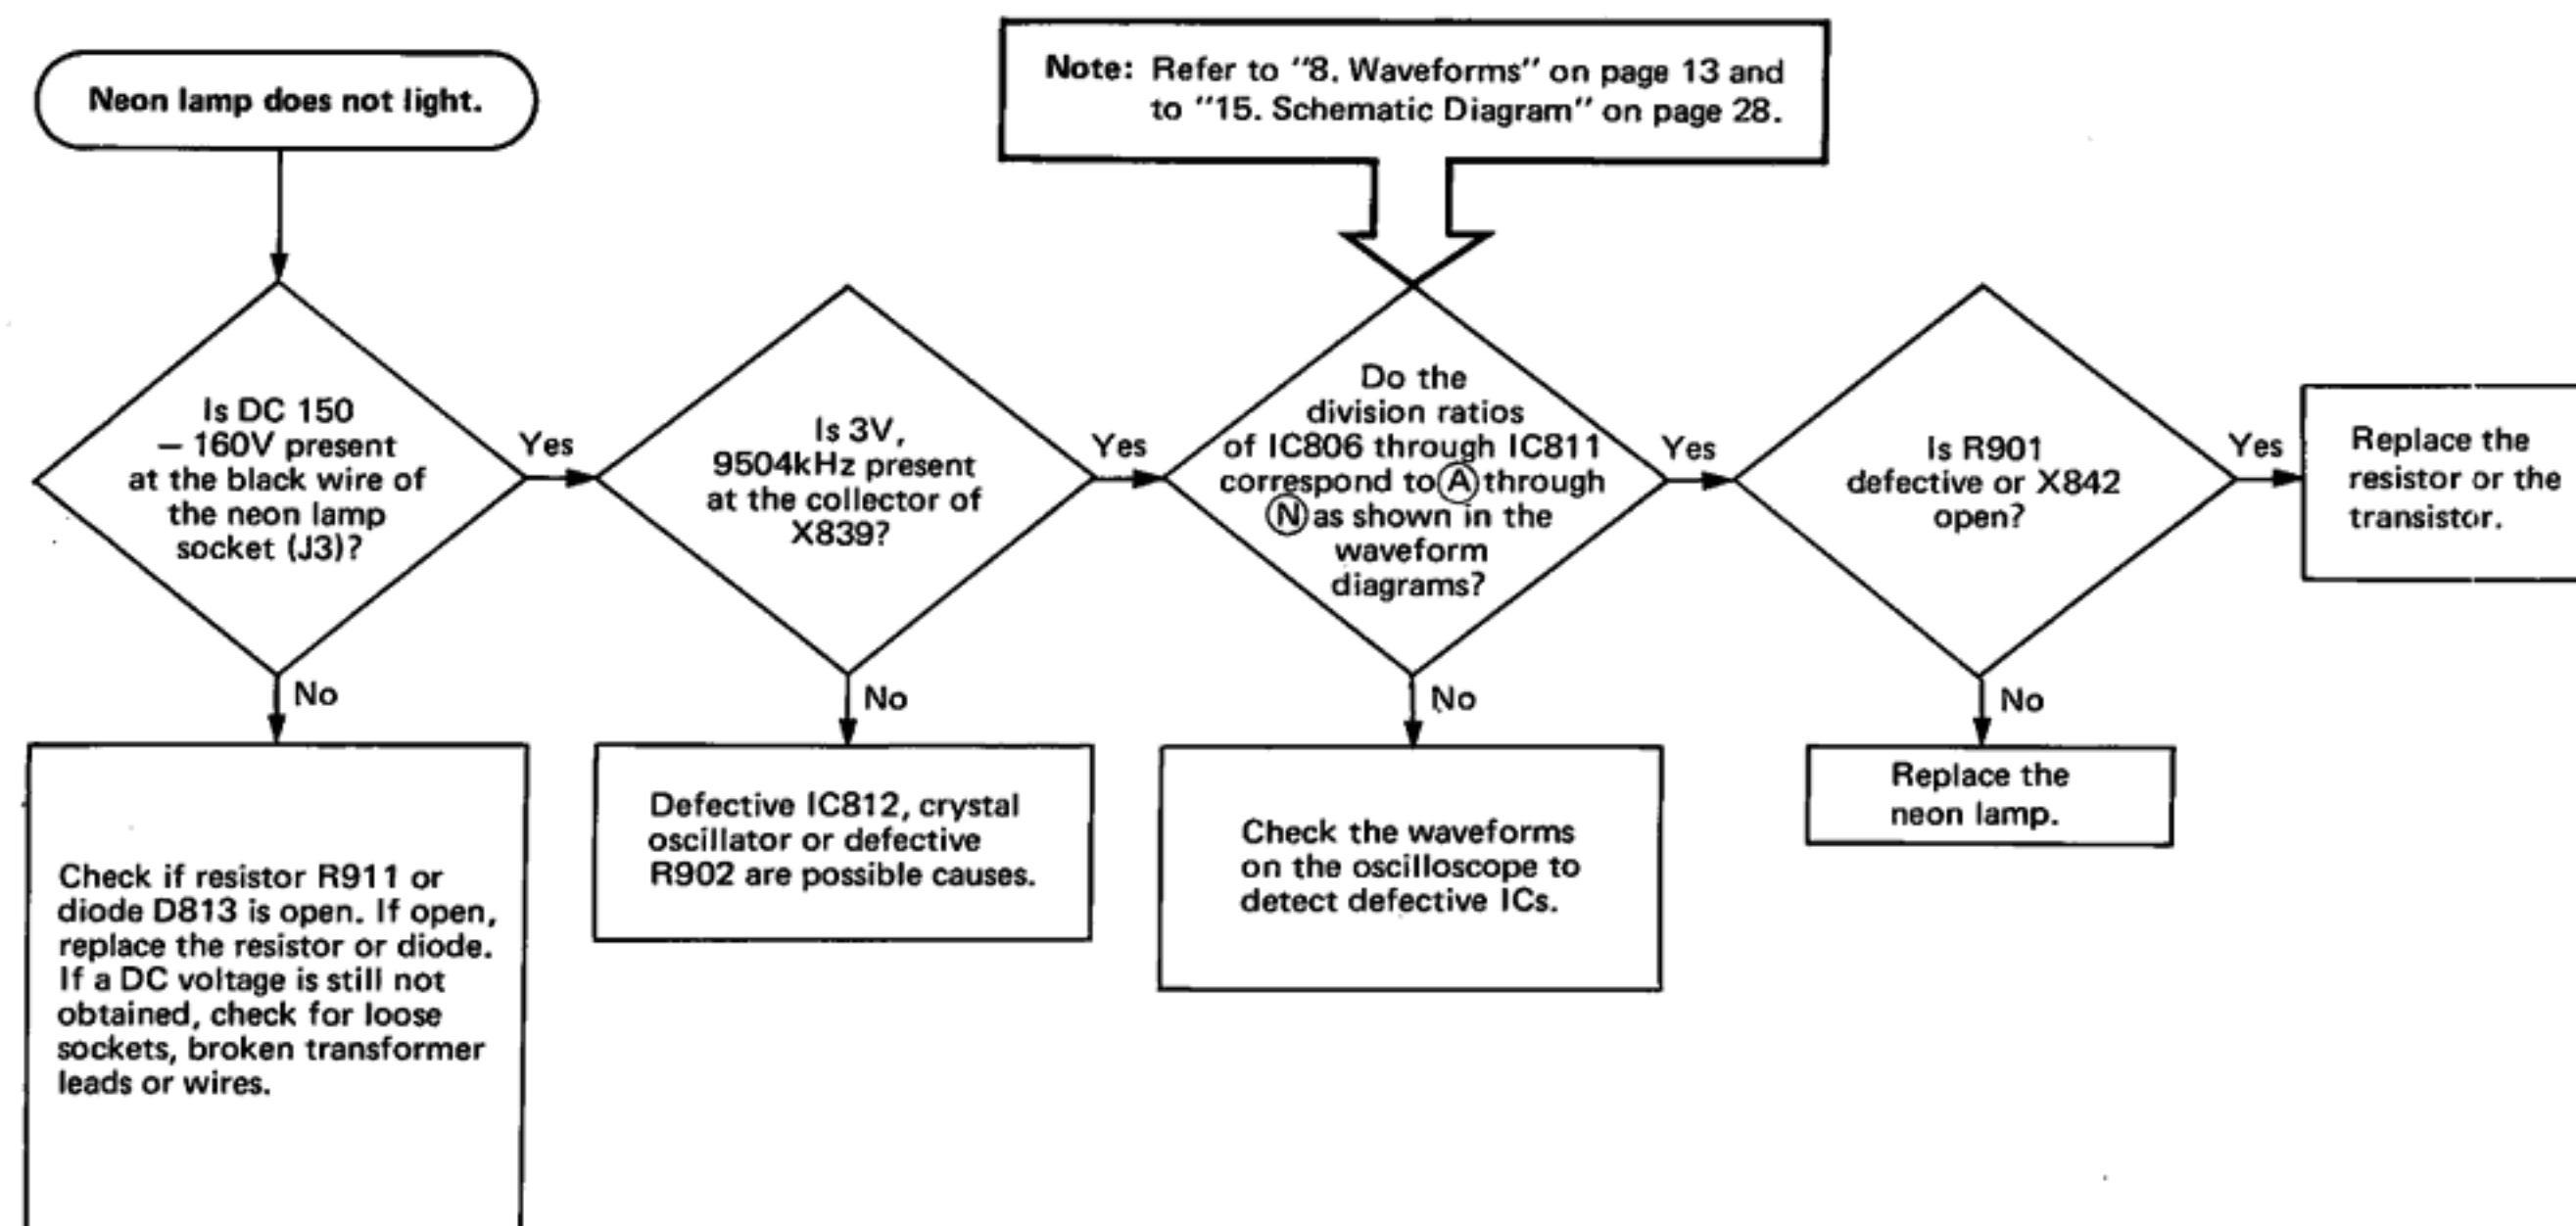 Neon lamp does not light.
Note: Refer to "8. Waveforms" on page 13 and
to "15. Schematic Diagram" on page 28.
Is DC 150
– 160V present
at the black wire of
the neon lamp
socket (J3)?
Yes
No
Is 3V,
9504kHz present
at the collector of
X839?
Yes
No
Do the
division ratios
of IC806 through IC811
correspond to Ⓐ through
Ⓝ as shown in the
waveform
diagrams?
Yes
No
Is R901
defective or X842
open?
Yes
No
Replace the
resistor or the
transistor.
Check if resistor R911 or
diode D813 is open. If open,
replace the resistor or diode.
If a DC voltage is still not
obtained, check for loose
sockets, broken transformer
leads or wires.
Defective IC812, crystal
oscillator or defective
R902 are possible causes.
Check the waveforms
on the oscilloscope to
detect defective ICs.
Replace the
neon lamp.